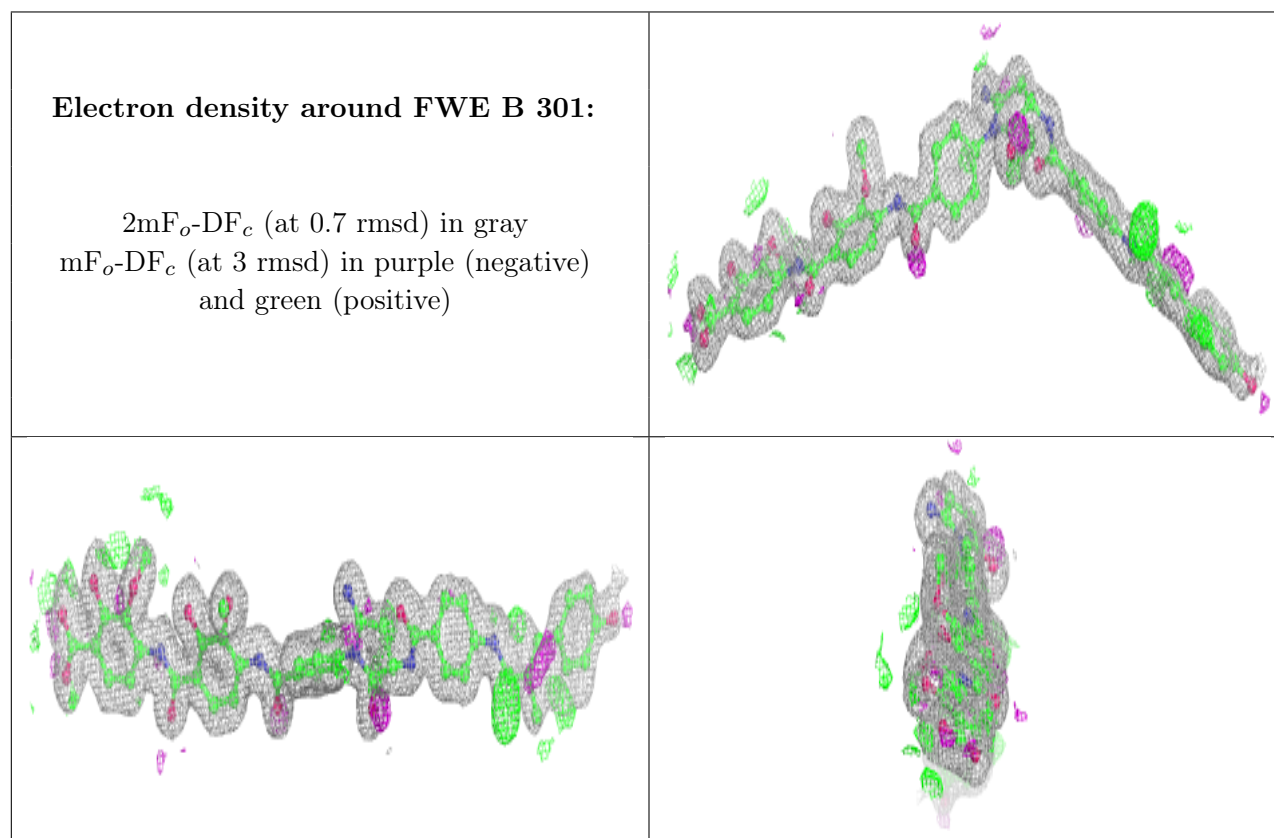 Electron density around FWE B 301:
2mFₒ-DF𝒸 (at 0.7 rmsd) in gray
mFₒ-DF𝒸 (at 3 rmsd) in purple (negative)
and green (positive)